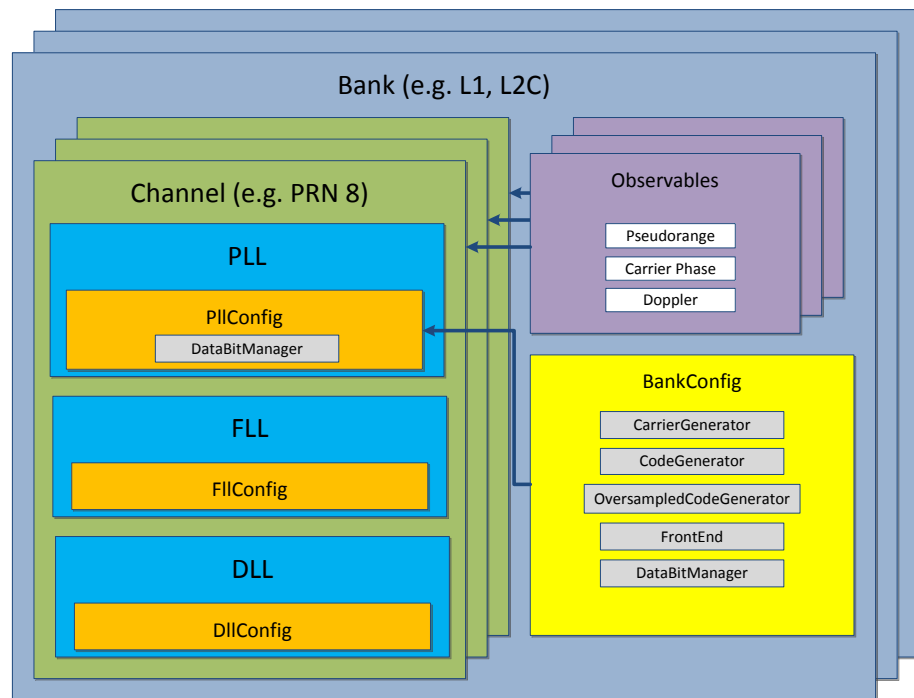 Bank (e.g. L1, L2C)
Channel (e.g. PRN 8)
PLL
PllConfig
DataBitManager
FLL
FllConfig
DLL
DllConfig
Observables
Pseudorange
Carrier Phase
Doppler
BankConfig
CarrierGenerator
CodeGenerator
OversampledCodeGenerator
FrontEnd
DataBitManager